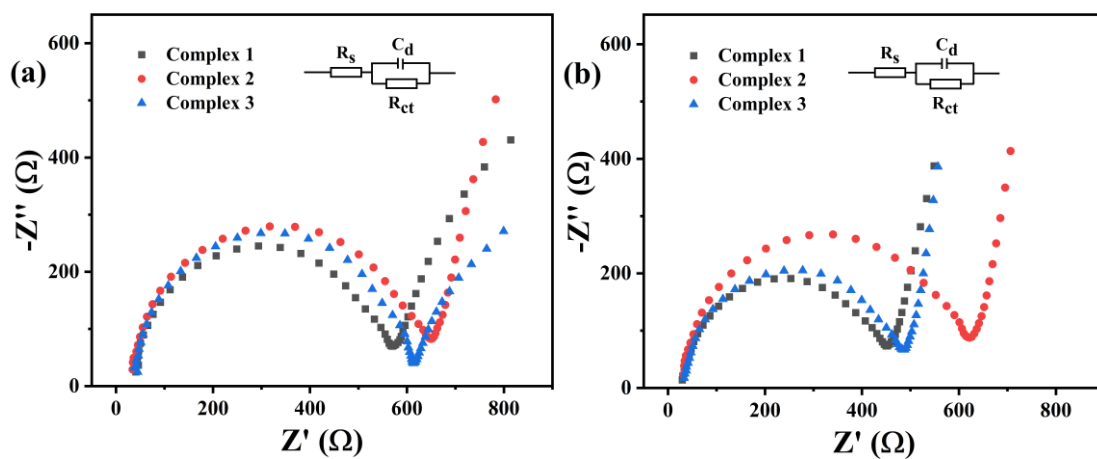 (a)
Complex 1
Complex 2
Complex 3
Rs
Cd
Rct
600
400
200
0
-Z'' (Ω)
0 200 400 600 800
Z' (Ω)
(b)
Complex 1
Complex 2
Complex 3
Rs
Cd
Rct
600
400
200
0
-Z'' (Ω)
0 200 400 600 800
Z' (Ω)